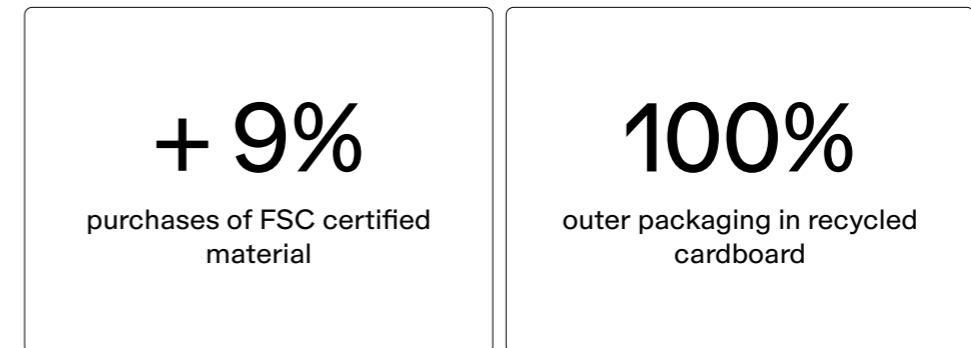 + 9%
purchases of FSC certified
material
100%
outer packaging in recycled
cardboard